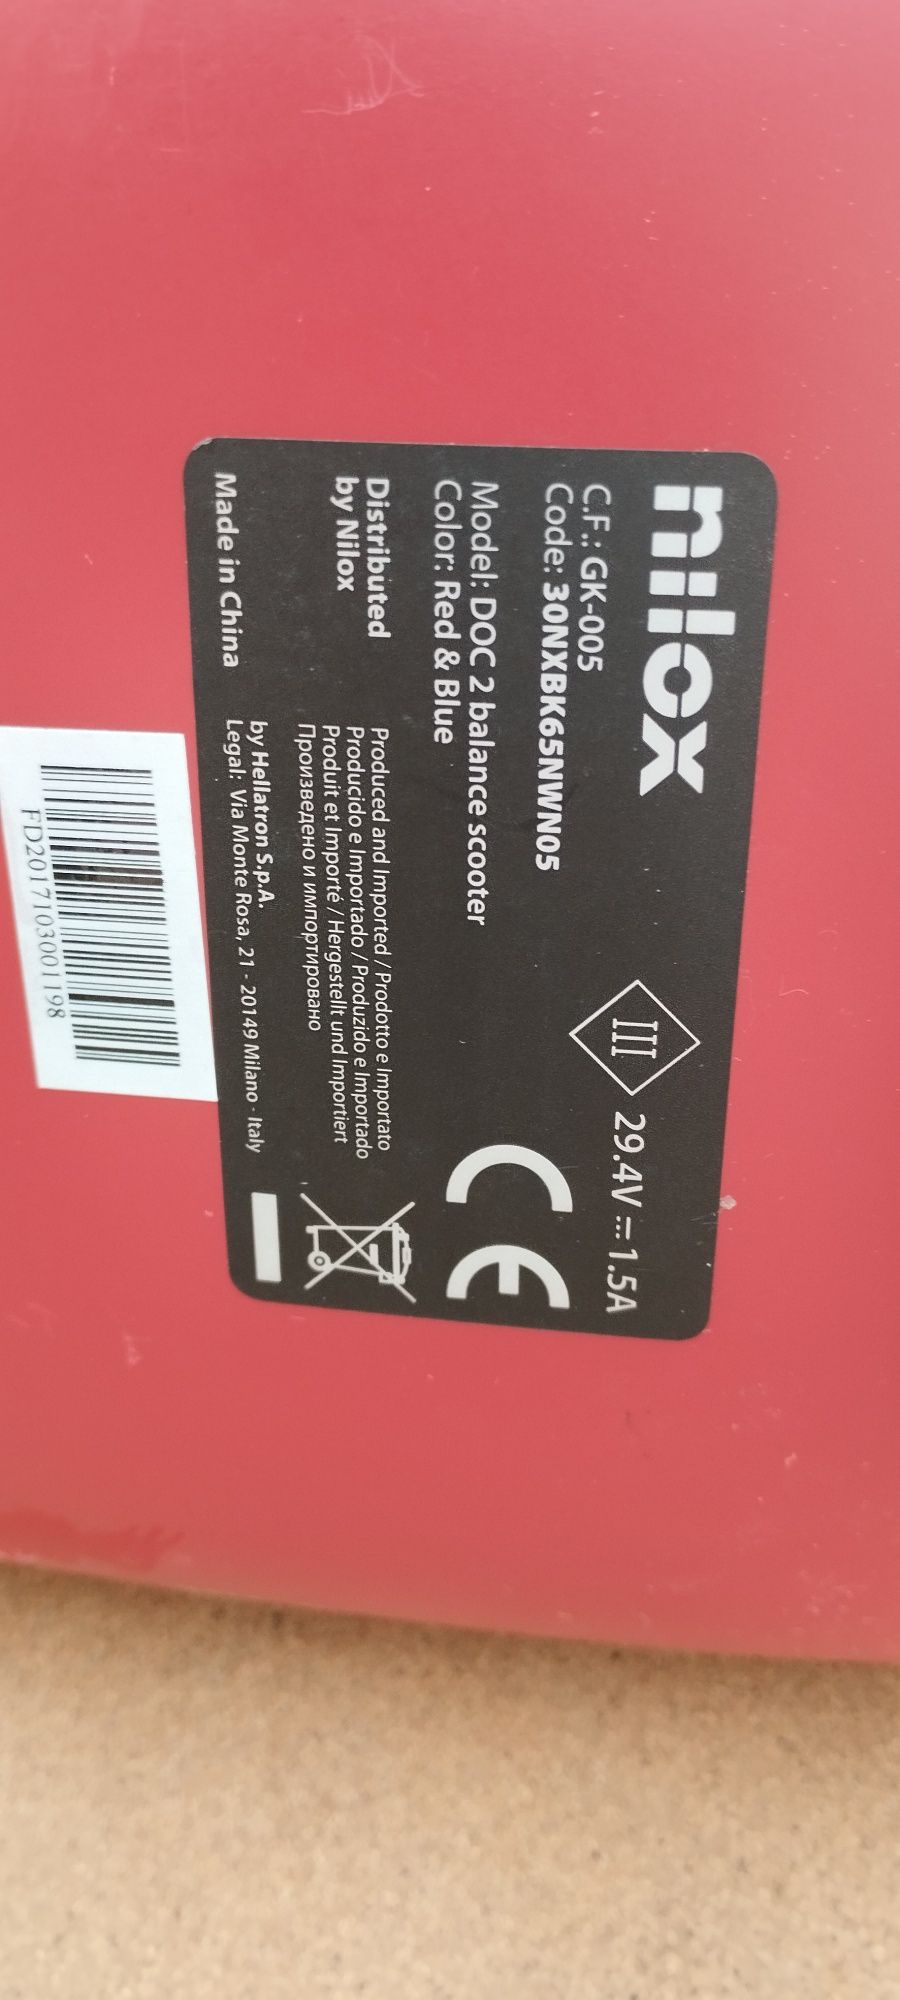 nilox
C.F.: GK-005
Code: 30NXBK65NWN05
III 29.4V ⎓ 1.5A
Model: DOC 2 balance scooter
Color: Red & Blue
CE
Distributed
by Nilox
Produced and Imported / Prodotto e Importato
Producido e Importado / Produzido e Importado
Produit et Importé / Hergestellt und Importiert
Произведено и импортировано
by Hellatron S.p.A.
Legal: Via Monte Rosa, 21 - 20149 Milano - Italy
Made in China
FD2017103001198